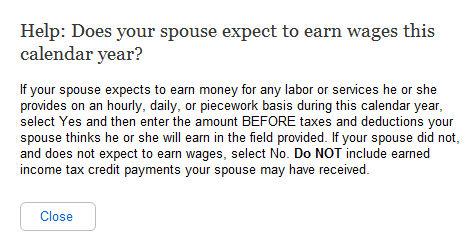 Help: Does your spouse expect to earn wages this
calendar year?
If your spouse expects to earn money for any labor or services he or she
provides on an hourly, daily, or piecework basis during this calendar year,
select Yes and then enter the amount BEFORE taxes and deductions your
spouse thinks he or she will earn in the field provided. If your spouse did not,
and does not expect to earn wages, select No. Do NOT include earned
income tax credit payments your spouse may have received.
Close